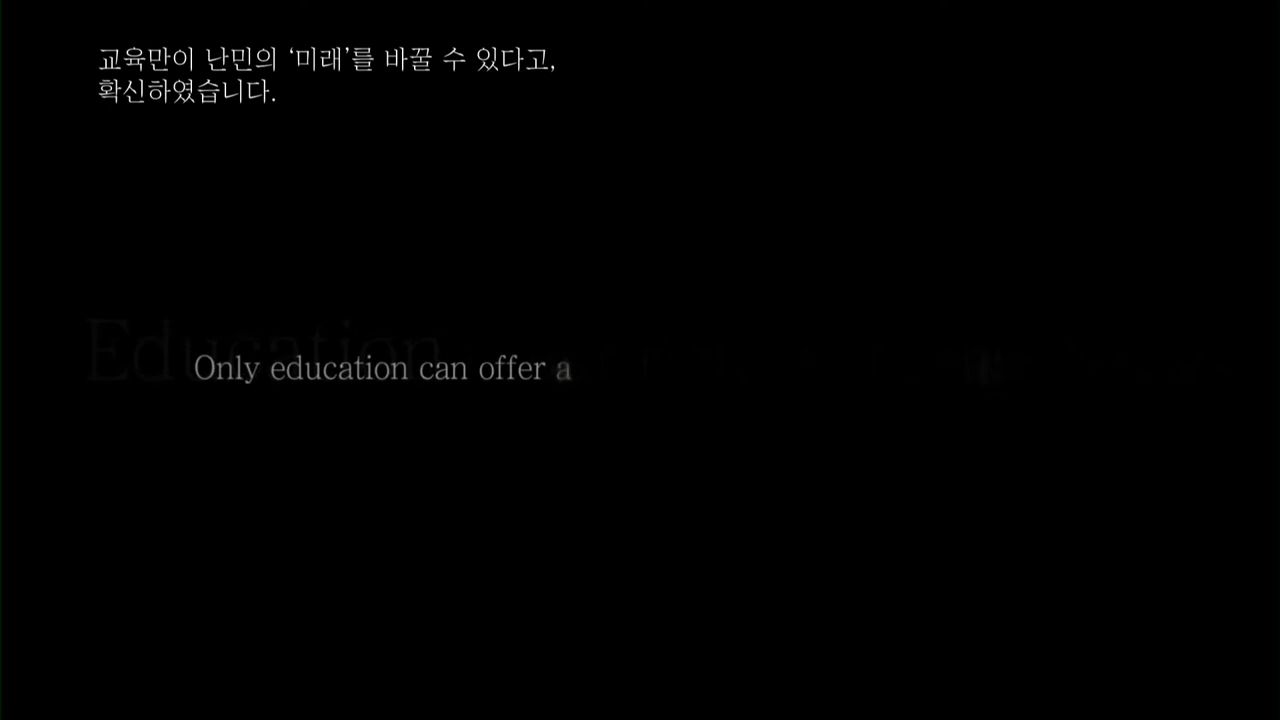 교육만이 난민의 ‘미래’를 바꿀 수 있다고,
확신하였습니다.
Education
Only education can offer a